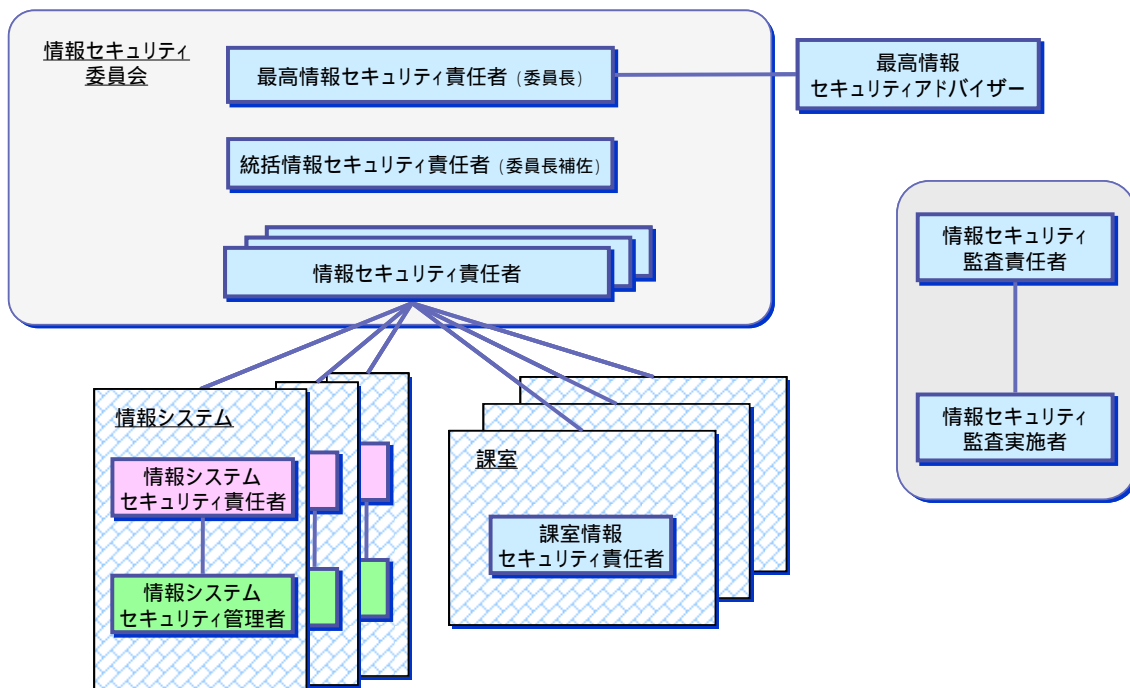 情報セキュリティ
委員会
最高情報セキュリティ責任者（委員長）
最高情報
セキュリティアドバイザー
統括情報セキュリティ責任者（委員長補佐）
情報セキュリティ責任者
情報セキュリティ
監査責任者
情報セキュリティ
監査実施者
情報システム
情報システム
セキュリティ責任者
情報システム
セキュリティ管理者
課室
課室情報
セキュリティ責任者